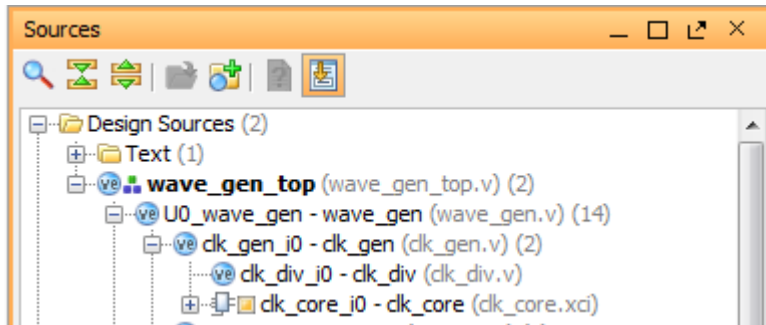 Sources
Design Sources (2)
Text (1)
wave_gen_top (wave_gen_top.v) (2)
U0_wave_gen - wave_gen (wave_gen.v) (14)
clk_gen_i0 - clk_gen (clk_gen.v) (2)
clk_div_i0 - clk_div (clk_div.v)
clk_core_i0 - clk_core (clk_core.xci)